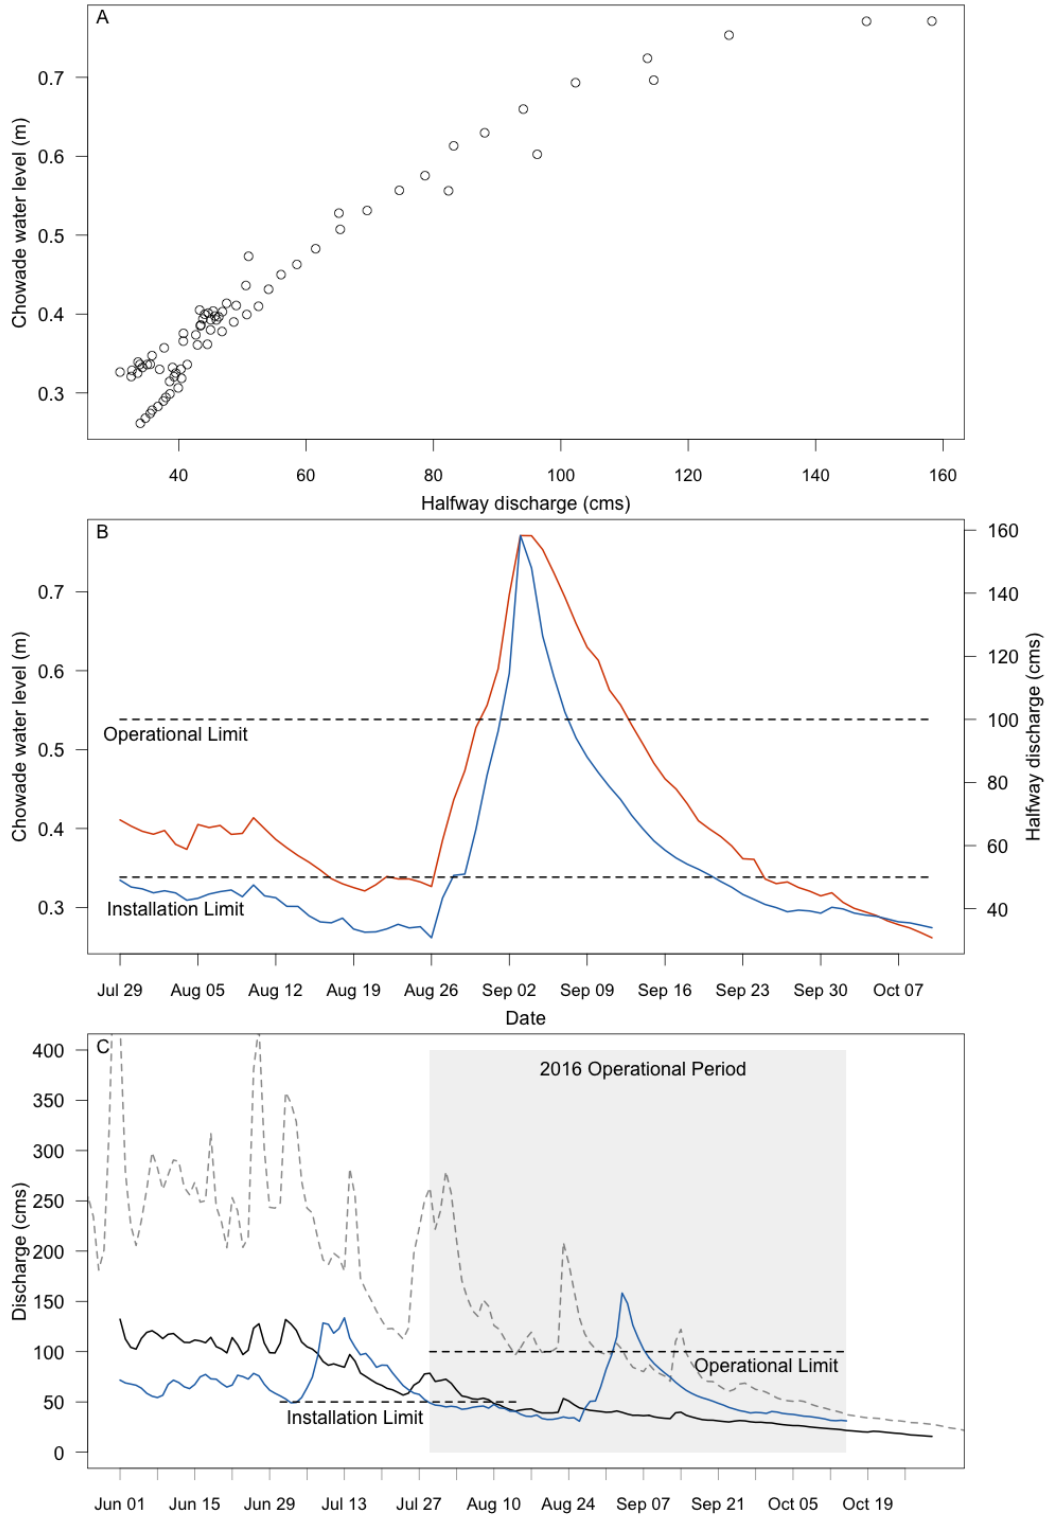 A
Chowade water level (m)
0.7
0.6
0.5
0.4
0.3
40 60 80 100 120 140 160
Halfway discharge (cms)
B
Chowade water level (m)
0.7
0.6
0.5
0.4
0.3
Operational Limit
Installation Limit
160
140
120
100
80
60
40
Halfway discharge (cms)
Jul 29 Aug 05 Aug 12 Aug 19 Aug 26 Sep 02 Sep 09 Sep 16 Sep 23 Sep 30 Oct 07
Date
C
Discharge (cms)
400
350
300
250
200
150
100
50
0
2016 Operational Period
Operational Limit
Installation Limit
Jun 01 Jun 15 Jun 29 Jul 13 Jul 27 Aug 10 Aug 24 Sep 07 Sep 21 Oct 05 Oct 19